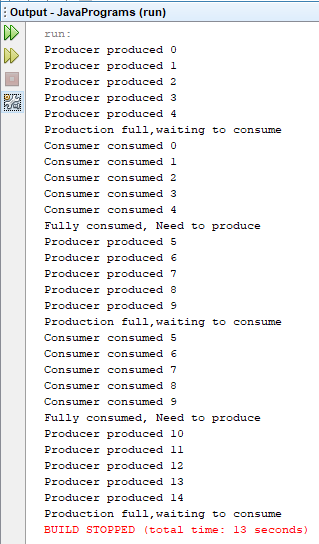 Output - JavaPrograms (run)
run:
Producer produced 0
Producer produced 1
Producer produced 2
Producer produced 3
Producer produced 4
Production full,waiting to consume
Consumer consumed 0
Consumer consumed 1
Consumer consumed 2
Consumer consumed 3
Consumer consumed 4
Fully consumed, Need to produce
Producer produced 5
Producer produced 6
Producer produced 7
Producer produced 8
Producer produced 9
Production full,waiting to consume
Consumer consumed 5
Consumer consumed 6
Consumer consumed 7
Consumer consumed 8
Consumer consumed 9
Fully consumed, Need to produce
Producer produced 10
Producer produced 11
Producer produced 12
Producer produced 13
Producer produced 14
Production full,waiting to consume
BUILD STOPPED (total time: 13 seconds)